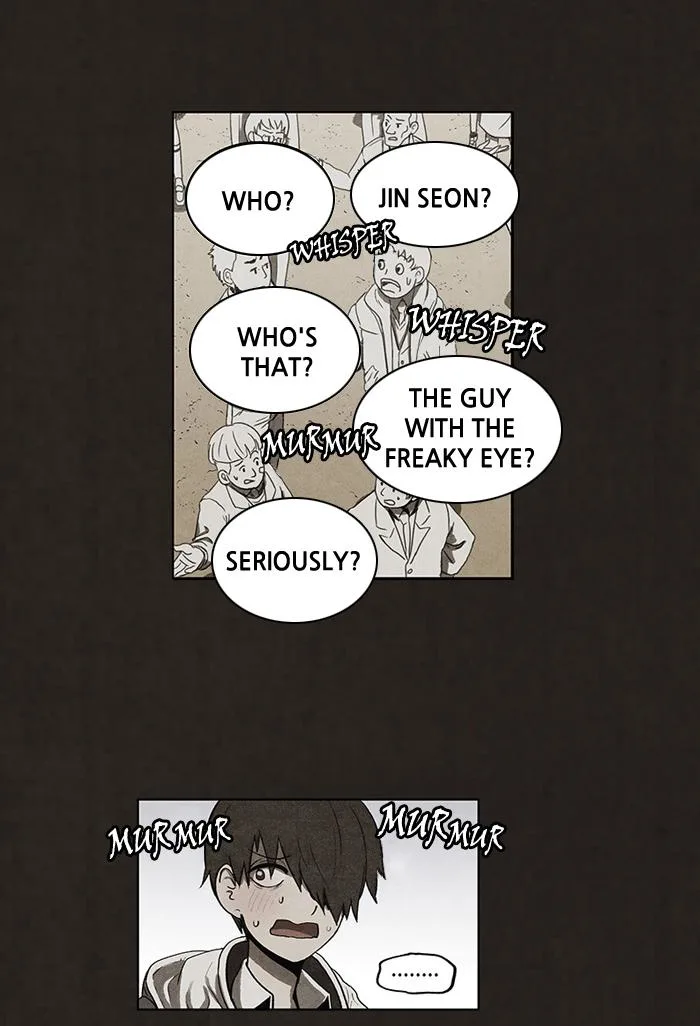 WHO?
JIN SEON?
WHISPER
WHISPER
WHO'S
THAT?
THE GUY
WITH THE
FREAKY EYE?
MURMUR
SERIOUSLY?
MURMUR
MURMUR
.........